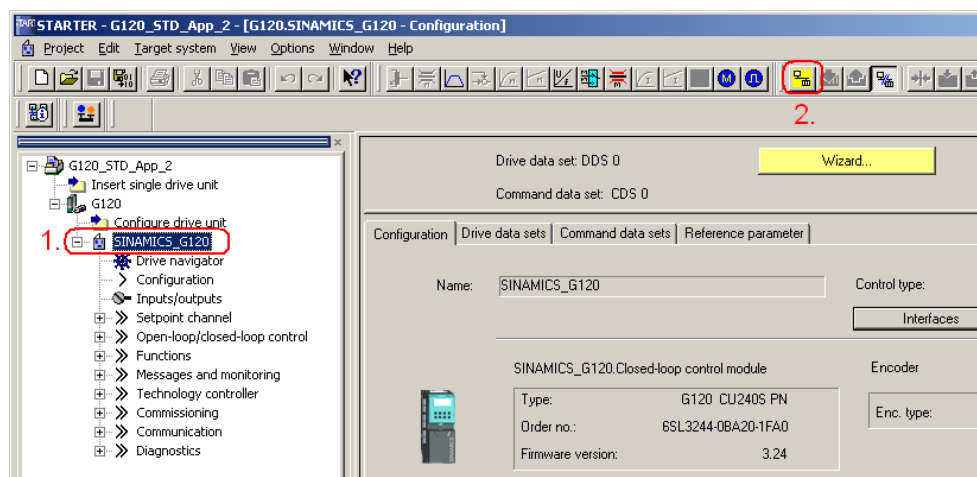 STARTER - G120_STD_App_2 - [G120.SINAMICS_G120 - Configuration]
Project Edit Target system View Options Window Help
2.
G120_STD_App_2
Insert single drive unit
G120
Configure drive unit
1. SINAMICS_G120
Drive navigator
Configuration
Inputs/outputs
Setpoint channel
Open-loop/closed-loop control
Functions
Messages and monitoring
Technology controller
Commissioning
Communication
Diagnostics
Drive data set: DDS 0 Wizard...
Command data set: CDS 0
Configuration Drive data sets Command data sets Reference parameter
Name: SINAMICS_G120 Control type:
Interfaces
SINAMICS_G120.Closed-loop control module Encoder
Type: G120 CU240S PN
Enc. type:
Order no.: 6SL3244-0BA20-1FA0
Firmware version: 3.24